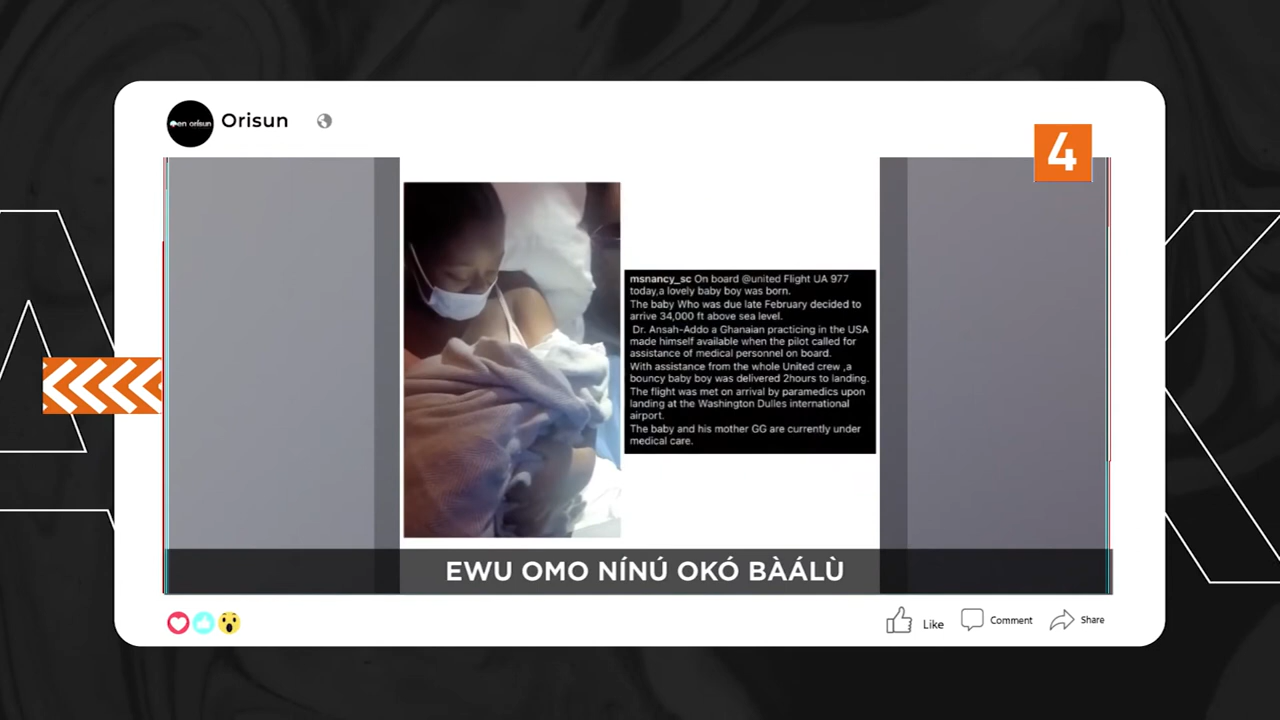 en orisun
Orisun
4
msnancy_sc On board @united Flight UA 977
today,a lovely baby boy was born.
The baby Who was due late February decided to
arrive 34,000 ft above sea level.
Dr. Ansah-Addo a Ghanaian practicing in the USA
made himself available when the pilot called for
assistance of medical personnel on board.
With assistance from the whole United crew ,a
bouncy baby boy was delivered 2hours to landing.
The flight was met on arrival by paramedics upon
landing at the Washington Dulles international
airport.
The baby and his mother GG are currently under
medical care.
EWU OMO NÍNÚ OKÓ BÀÁLÙ
Like
Comment
Share